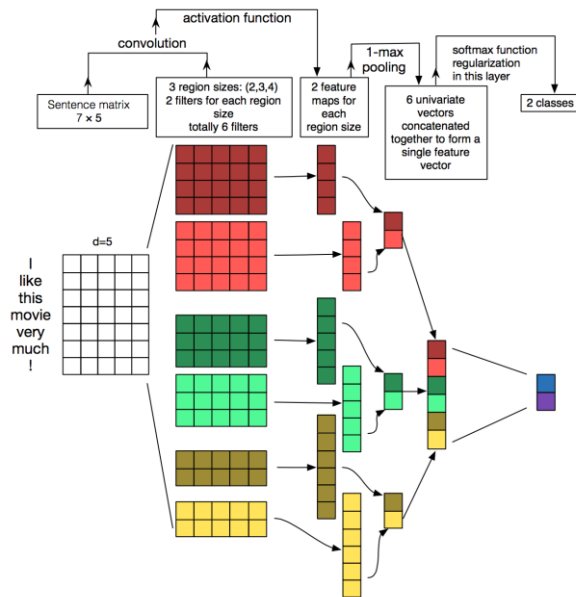 activation function
convolution
1-max
pooling
softmax function
regularization
in this layer
Sentence matrix
7 × 5
3 region sizes: (2,3,4)
2 filters for each region
size
totally 6 filters
2 feature
maps for
each
region size
6 univariate
vectors
concatenated
together to form a
single feature
vector
2 classes
d=5
I
like
this
movie
very
much
!